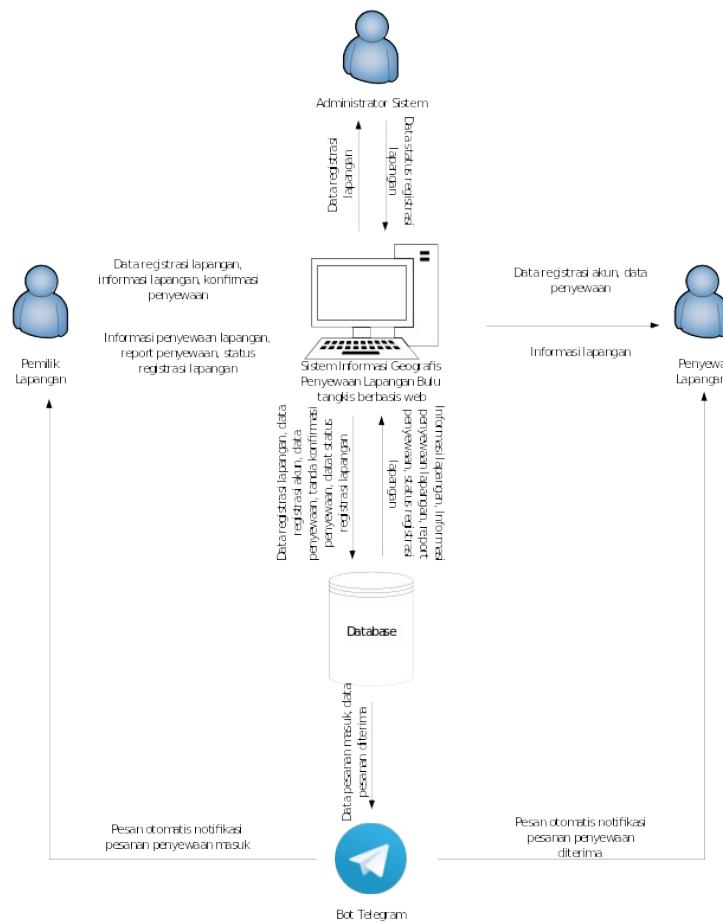 Administrator Sistem
Data registrasi
lapangan
Data status registrasi
lapangan
Data registrasi lapangan,
informasi lapangan, konfirmasi
penyewaan
Informasi penyewaan lapangan,
report penyewaan, status
registrasi lapangan
Pemilik
Lapangan
Sistem Informasi Geografis
Penyewaan Lapangan Bulu
tangkis berbasis web
Data registrasi akun, data
penyewaan
Informasi lapangan
Penyewa
Lapangan
Data registrasi lapangan, data
registrasi akun, data
penyewaan, tanda konfirmasi
penyewaan, datat status
registrasi lapangan
Informasi lapangan, Informasi
penyewaan lapangan, report
penyewaan, status registrasi
lapangan
Database
Data pesanan masuk, data
pesanan diterima
Pesan otomatis notifikasi
pesanan penyewaan masuk
Pesan otomatis notifikasi
pesanan penyewaan
diterima
Bot Telegram